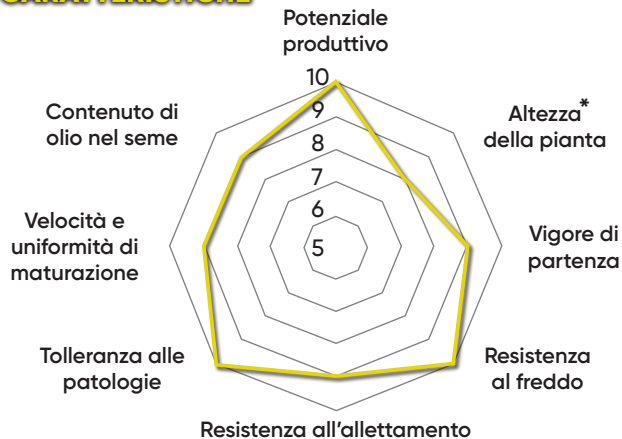 CARATTERISTICHE
Potenziale
produttivo
10
9
8
7
6
5
Altezza*
della pianta
Vigore di
partenza
Resistenza
al freddo
Resistenza all'allettamento
Tolleranza alle
patologie
Velocità e
uniformità di
maturazione
Contenuto di
olio nel seme